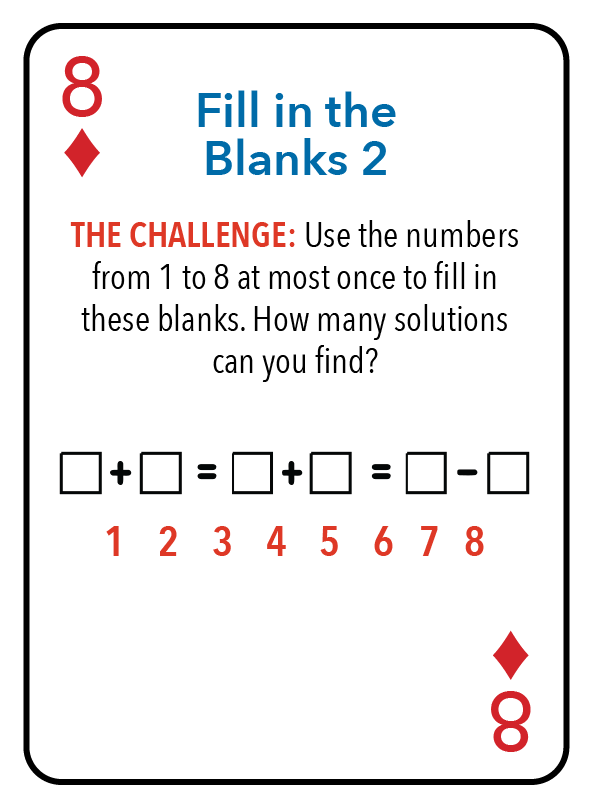 8
Fill in the
Blanks 2
THE CHALLENGE: Use the numbers
from 1 to 8 at most once to fill in
these blanks. How many solutions
can you find?
□ + □ = □ + □ = □ − □
1 2 3 4 5 6 7 8
8